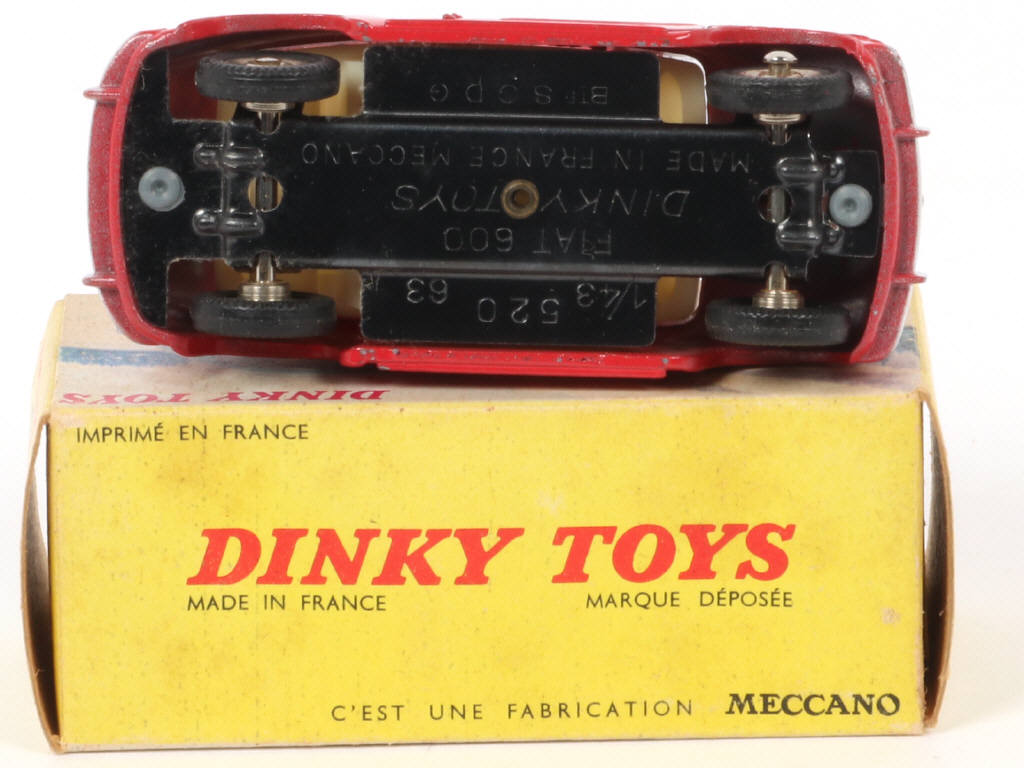 Bté S G D G
MADE IN FRANCE MECCANO
DINKY TOYS
FIAT 600
1/43 520 63
DINKY TOYS
IMPRIMÉ EN FRANCE
DINKY TOYS
MADE IN FRANCE MARQUE DÉPOSÉE
C'EST UNE FABRICATION MECCANO